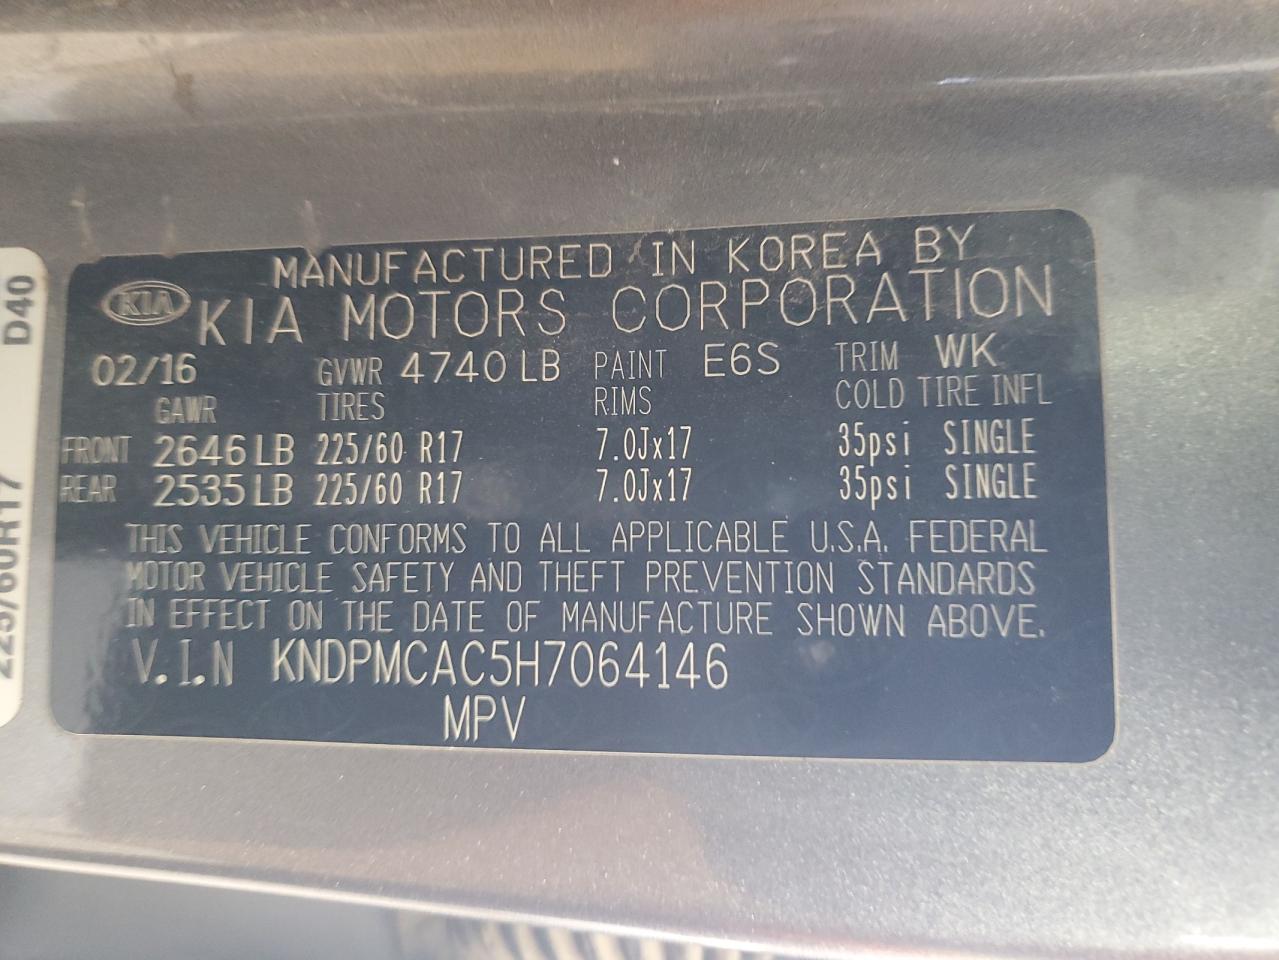 MANUFACTURED IN KOREA BY
KIA KIA MOTORS CORPORATION
02/16 GVWR 4740 LB PAINT E6S TRIM WK
GAWR TIRES RIMS COLD TIRE INFL
FRONT 2646 LB 225/60 R17 7.0Jx17 35psi SINGLE
REAR 2535 LB 225/60 R17 7.0Jx17 35psi SINGLE
THIS VEHICLE CONFORMS TO ALL APPLICABLE U.S.A. FEDERAL
MOTOR VEHICLE SAFETY AND THEFT PREVENTION STANDARDS
IN EFFECT ON THE DATE OF MANUFACTURE SHOWN ABOVE.
V.I.N KNDPMCAC5H7064146
MPV
225/60R17 D40